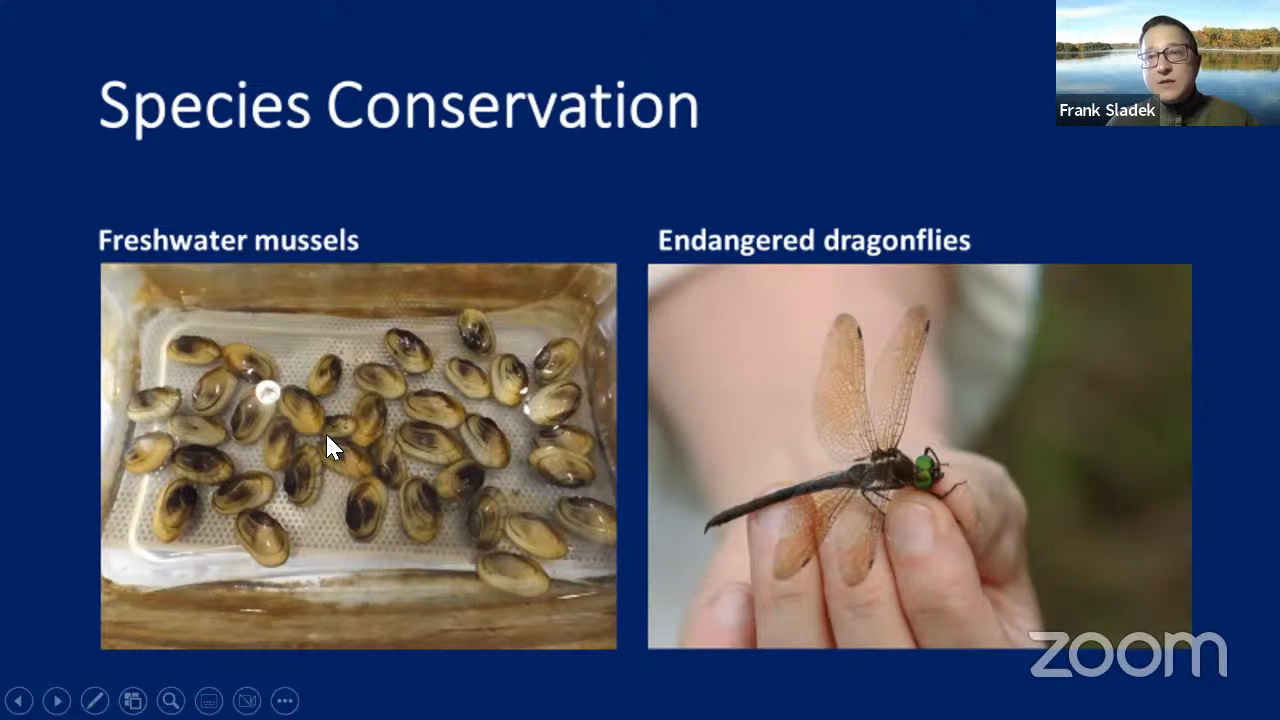 Species Conservation
Frank Sladek
Freshwater mussels
Endangered dragonflies
zoom